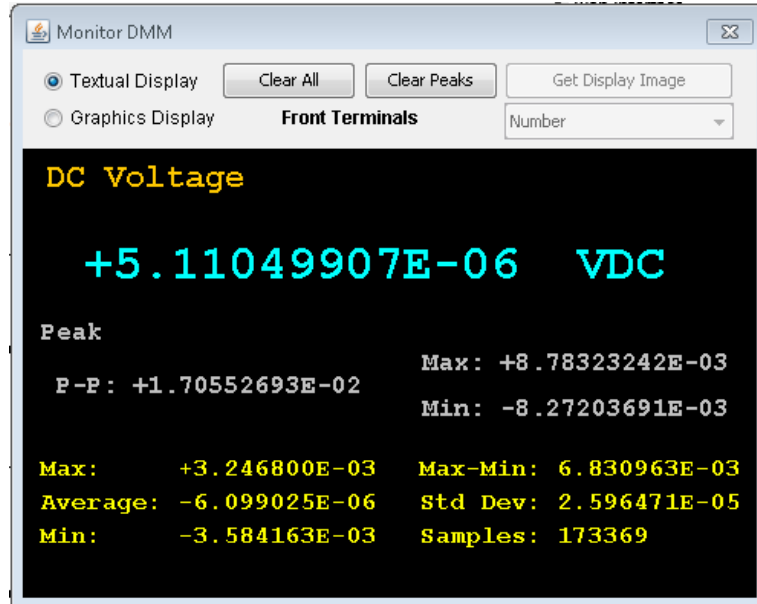 Monitor DMM
Textual Display Clear All Clear Peaks Get Display Image
Graphics Display Front Terminals Number
DC Voltage
+5.11049907E-06 VDC
Peak
P-P: +1.70552693E-02
Max: +8.78323242E-03
Min: -8.27203691E-03
Max: +3.246800E-03 Max-Min: 6.830963E-03
Average: -6.099025E-06 Std Dev: 2.596471E-05
Min: -3.584163E-03 Samples: 173369